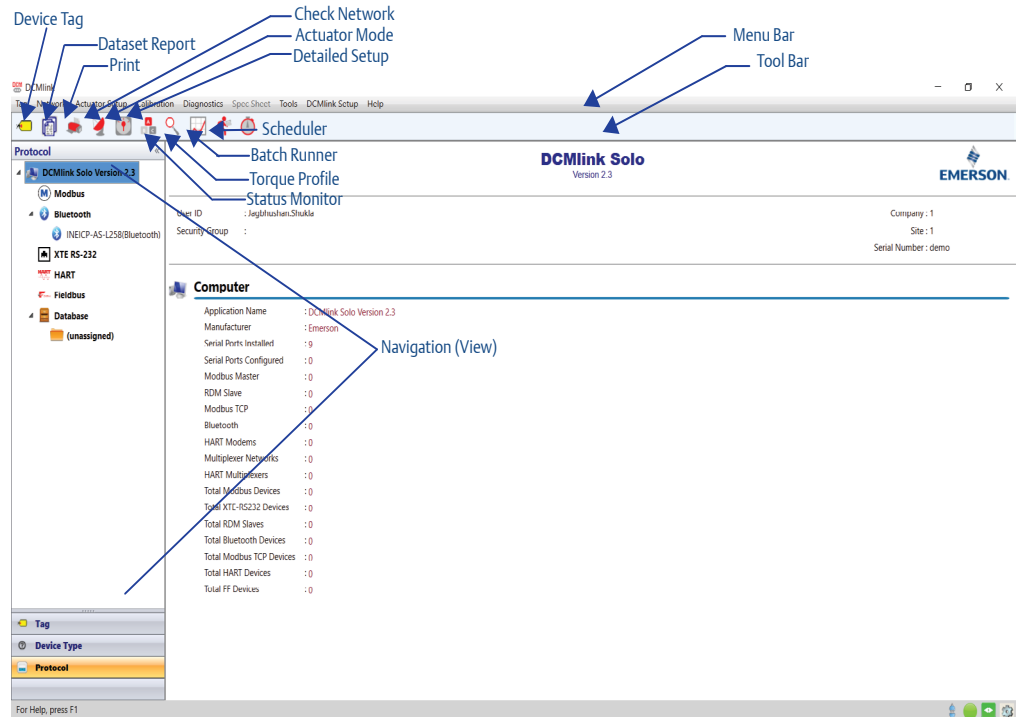 Device Tag
Check Network
Dataset Report
Actuator Mode
Menu Bar
Print
Detailed Setup
Tool Bar
DCMlink
Tag Network Actuator Setup Calibration Diagnostics Spec Sheet Tools DCMlink Setup Help
Scheduler
Batch Runner
Torque Profile
Status Monitor
Protocol
DCMlink Solo Version 2.3
Modbus
Bluetooth
INEICP-AS-L258(Bluetooth)
XTE RS-232
HART
Fieldbus
Database
(unassigned)
DCMlink Solo
Version 2.3
EMERSON.
User ID : Jagbhushan.Shukla
Security Group :
Company : 1
Site : 1
Serial Number : demo
Computer
Application Name : DCMlink Solo Version 2.3
Manufacturer : Emerson
Serial Ports Installed : 9
Serial Ports Configured : 0
Modbus Master : 0
RDM Slave : 0
Modbus TCP : 0
Bluetooth : 0
HART Modems : 0
Multiplexer Networks : 0
HART Multiplexers : 0
Total Modbus Devices : 0
Total XTE-RS232 Devices : 0
Total RDM Slaves : 0
Total Bluetooth Devices : 0
Total Modbus TCP Devices : 0
Total HART Devices : 0
Total FF Devices : 0
Navigation (View)
Tag
Device Type
Protocol
For Help, press F1